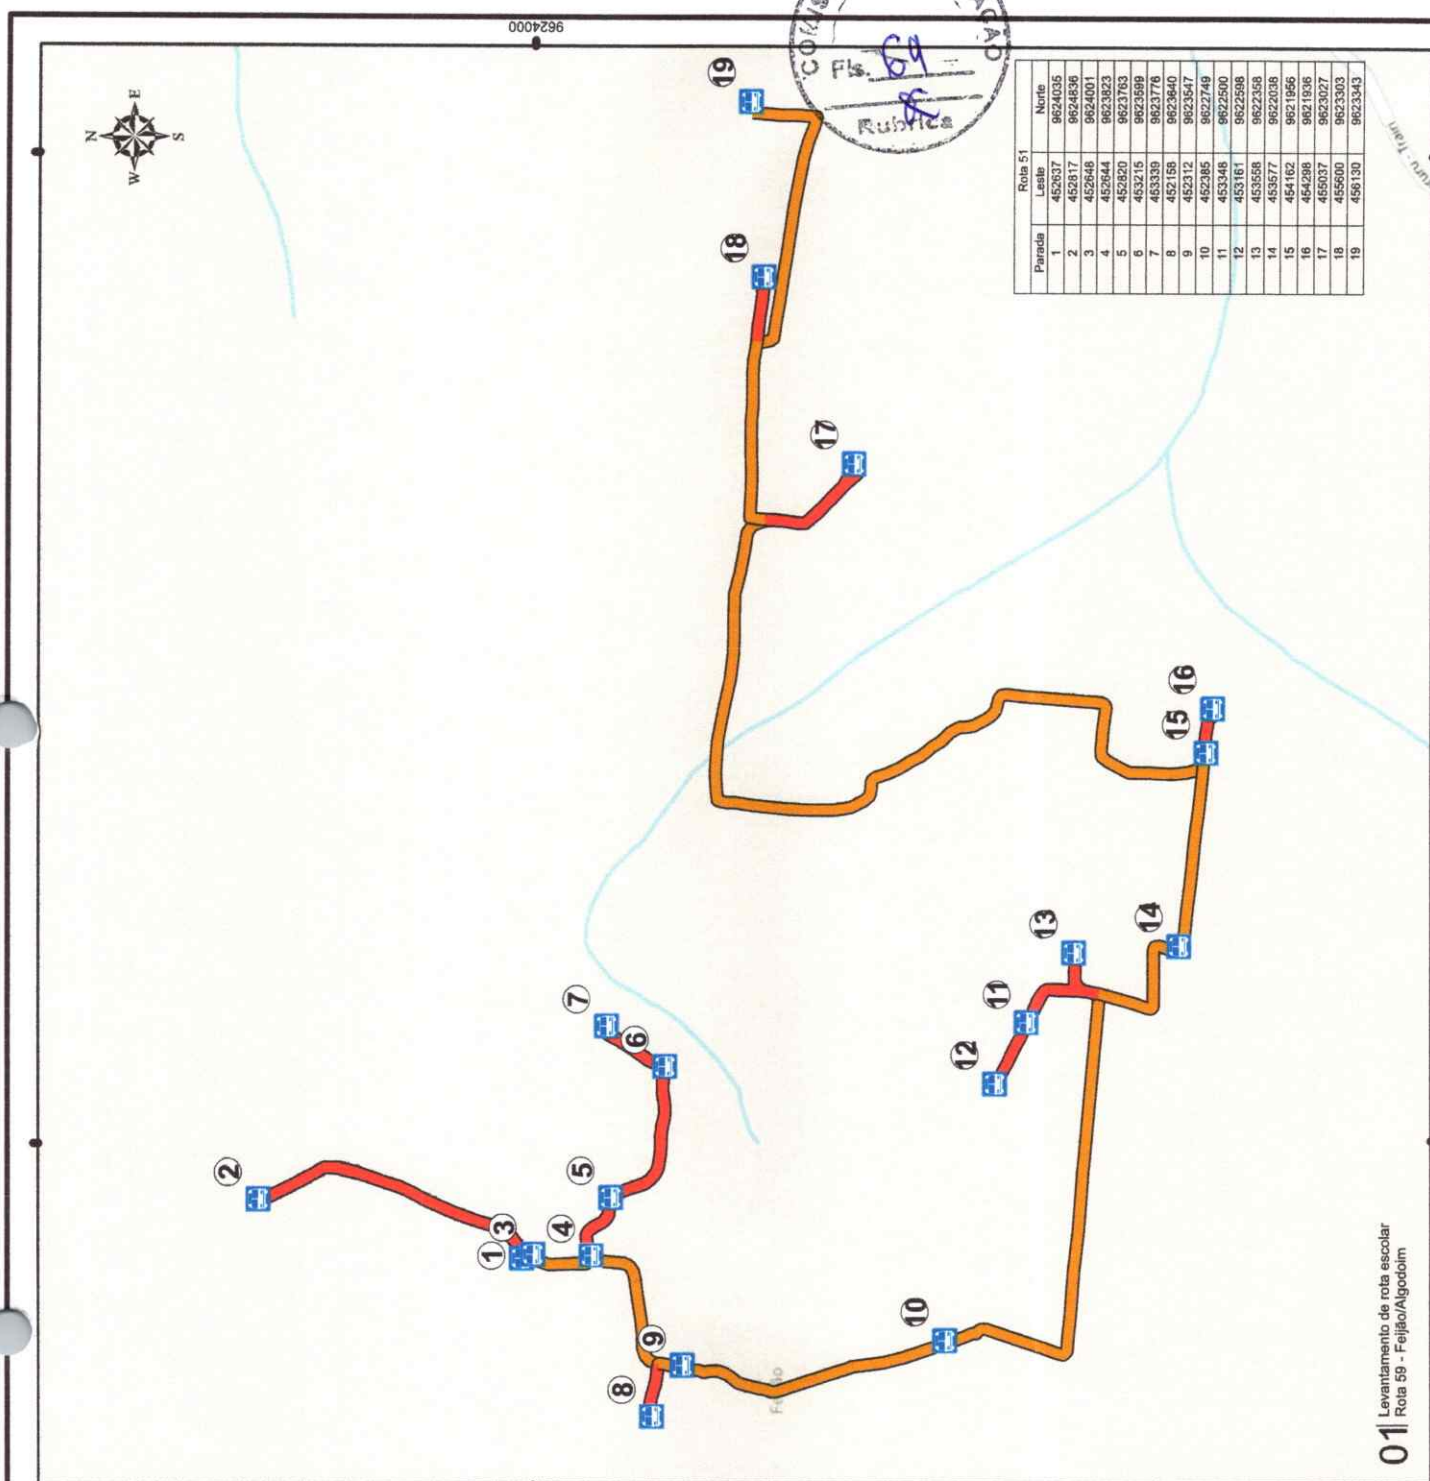 9624000
N
E
S
W
Fls. 69
Rubrica
19
18
17
16
15
14
13
12
11
10
9
8
7
6
5
4
3
2
1
Rota 51
Parada Leste Norte
1 452637 9624035
2 452817 9624836
3 452648 9624001
4 452644 9623823
5 452820 9623763
6 453215 9623599
7 453339 9623776
8 452158 9623640
9 452312 9623547
10 452385 9622749
11 453348 9622500
12 453161 9622598
13 453558 9622358
14 453577 9622038
15 454162 9621956
16 454298 9621936
17 455037 9623027
18 455600 9623303
19 456130 9623343
01 Levantamento de rota escolar
Rota 59 - Feijão/Algodoim